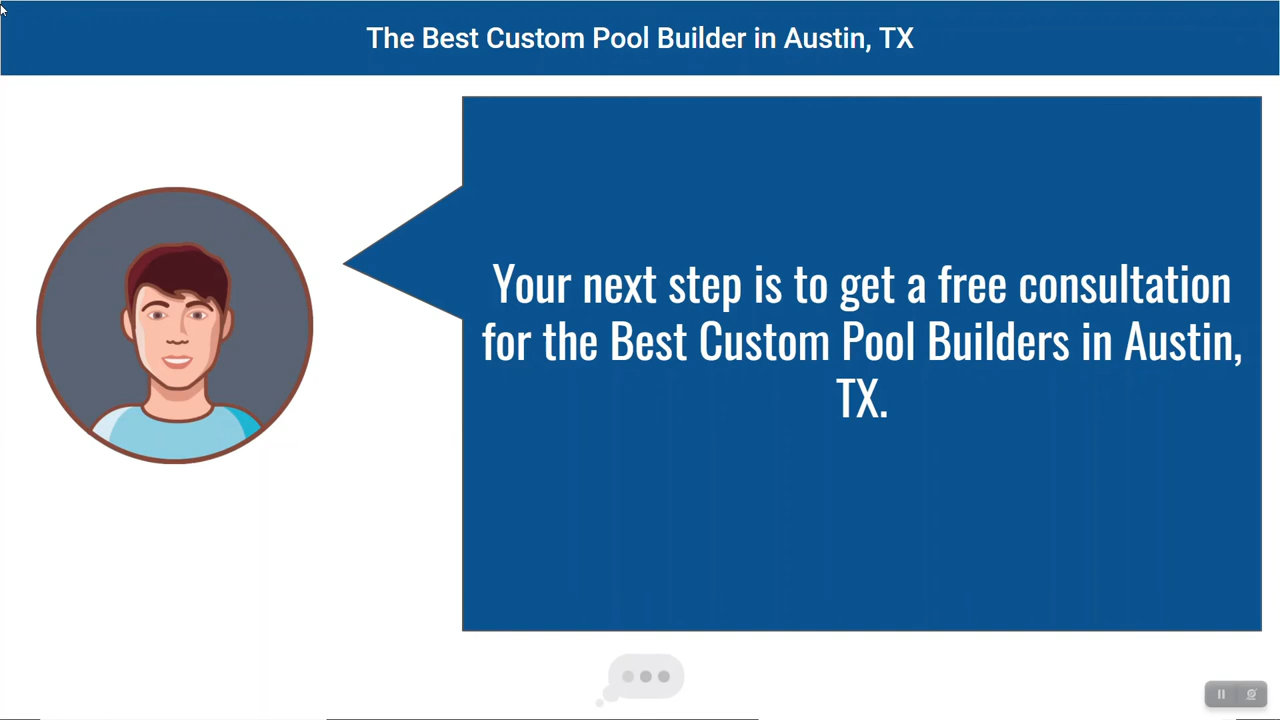 The Best Custom Pool Builder in Austin, TX
Your next step is to get a free consultation
for the Best Custom Pool Builders in Austin,
TX.